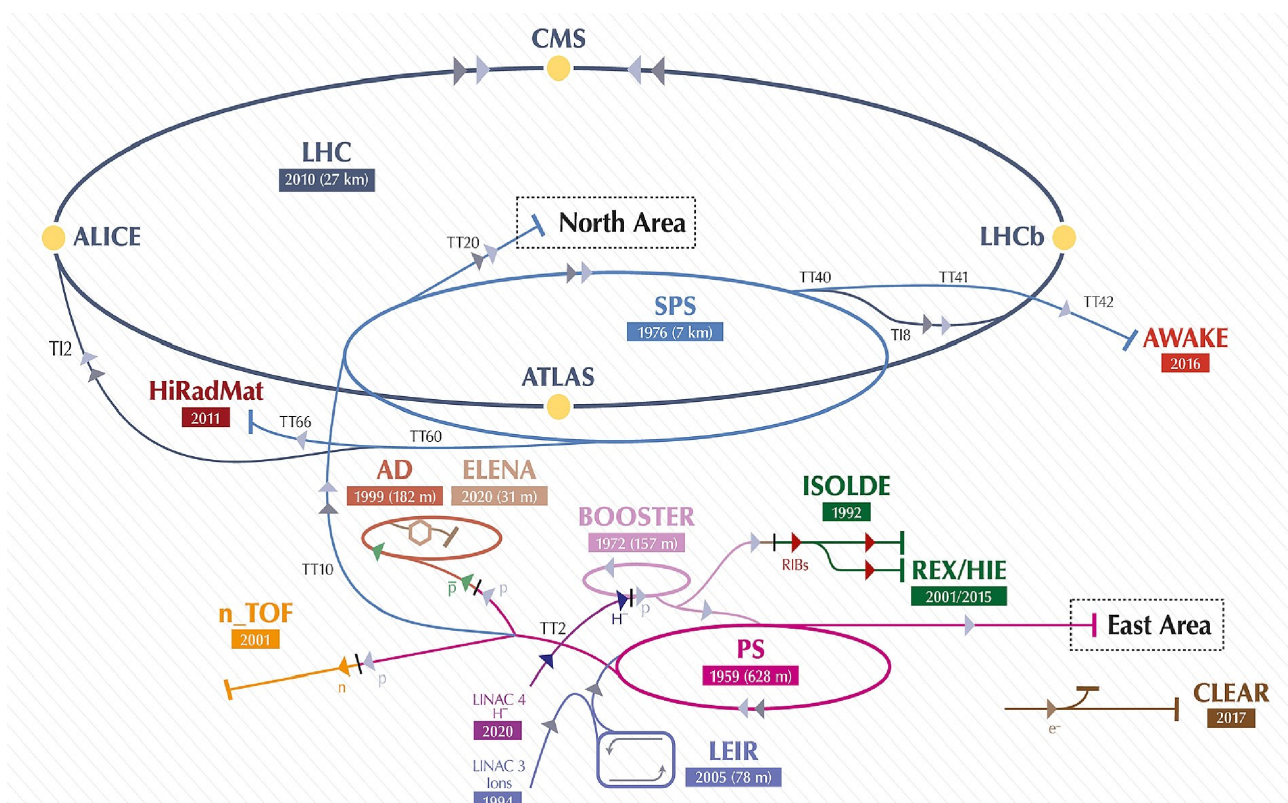 CMS
LHC
2010 (27 km)
North Area
TT20
ALICE
LHCb
TT40
TT41
SPS
1976 (7 km)
TT42
TI8
TI2
AWAKE
2016
ATLAS
HiRadMat
2011
TT66
TT60
AD
1999 (182 m)
ELENA
2020 (31 m)
ISOLDE
1992
BOOSTER
1972 (157 m)
RIBs
REX/HIE
2001/2015
TT10
p̅
p
H⁻
p
n_TOF
2001
TT2
East Area
PS
1959 (628 m)
n
p
LINAC 4
H⁻
2020
CLEAR
2017
e⁻
LEIR
2005 (78 m)
LINAC 3
Ions
1994